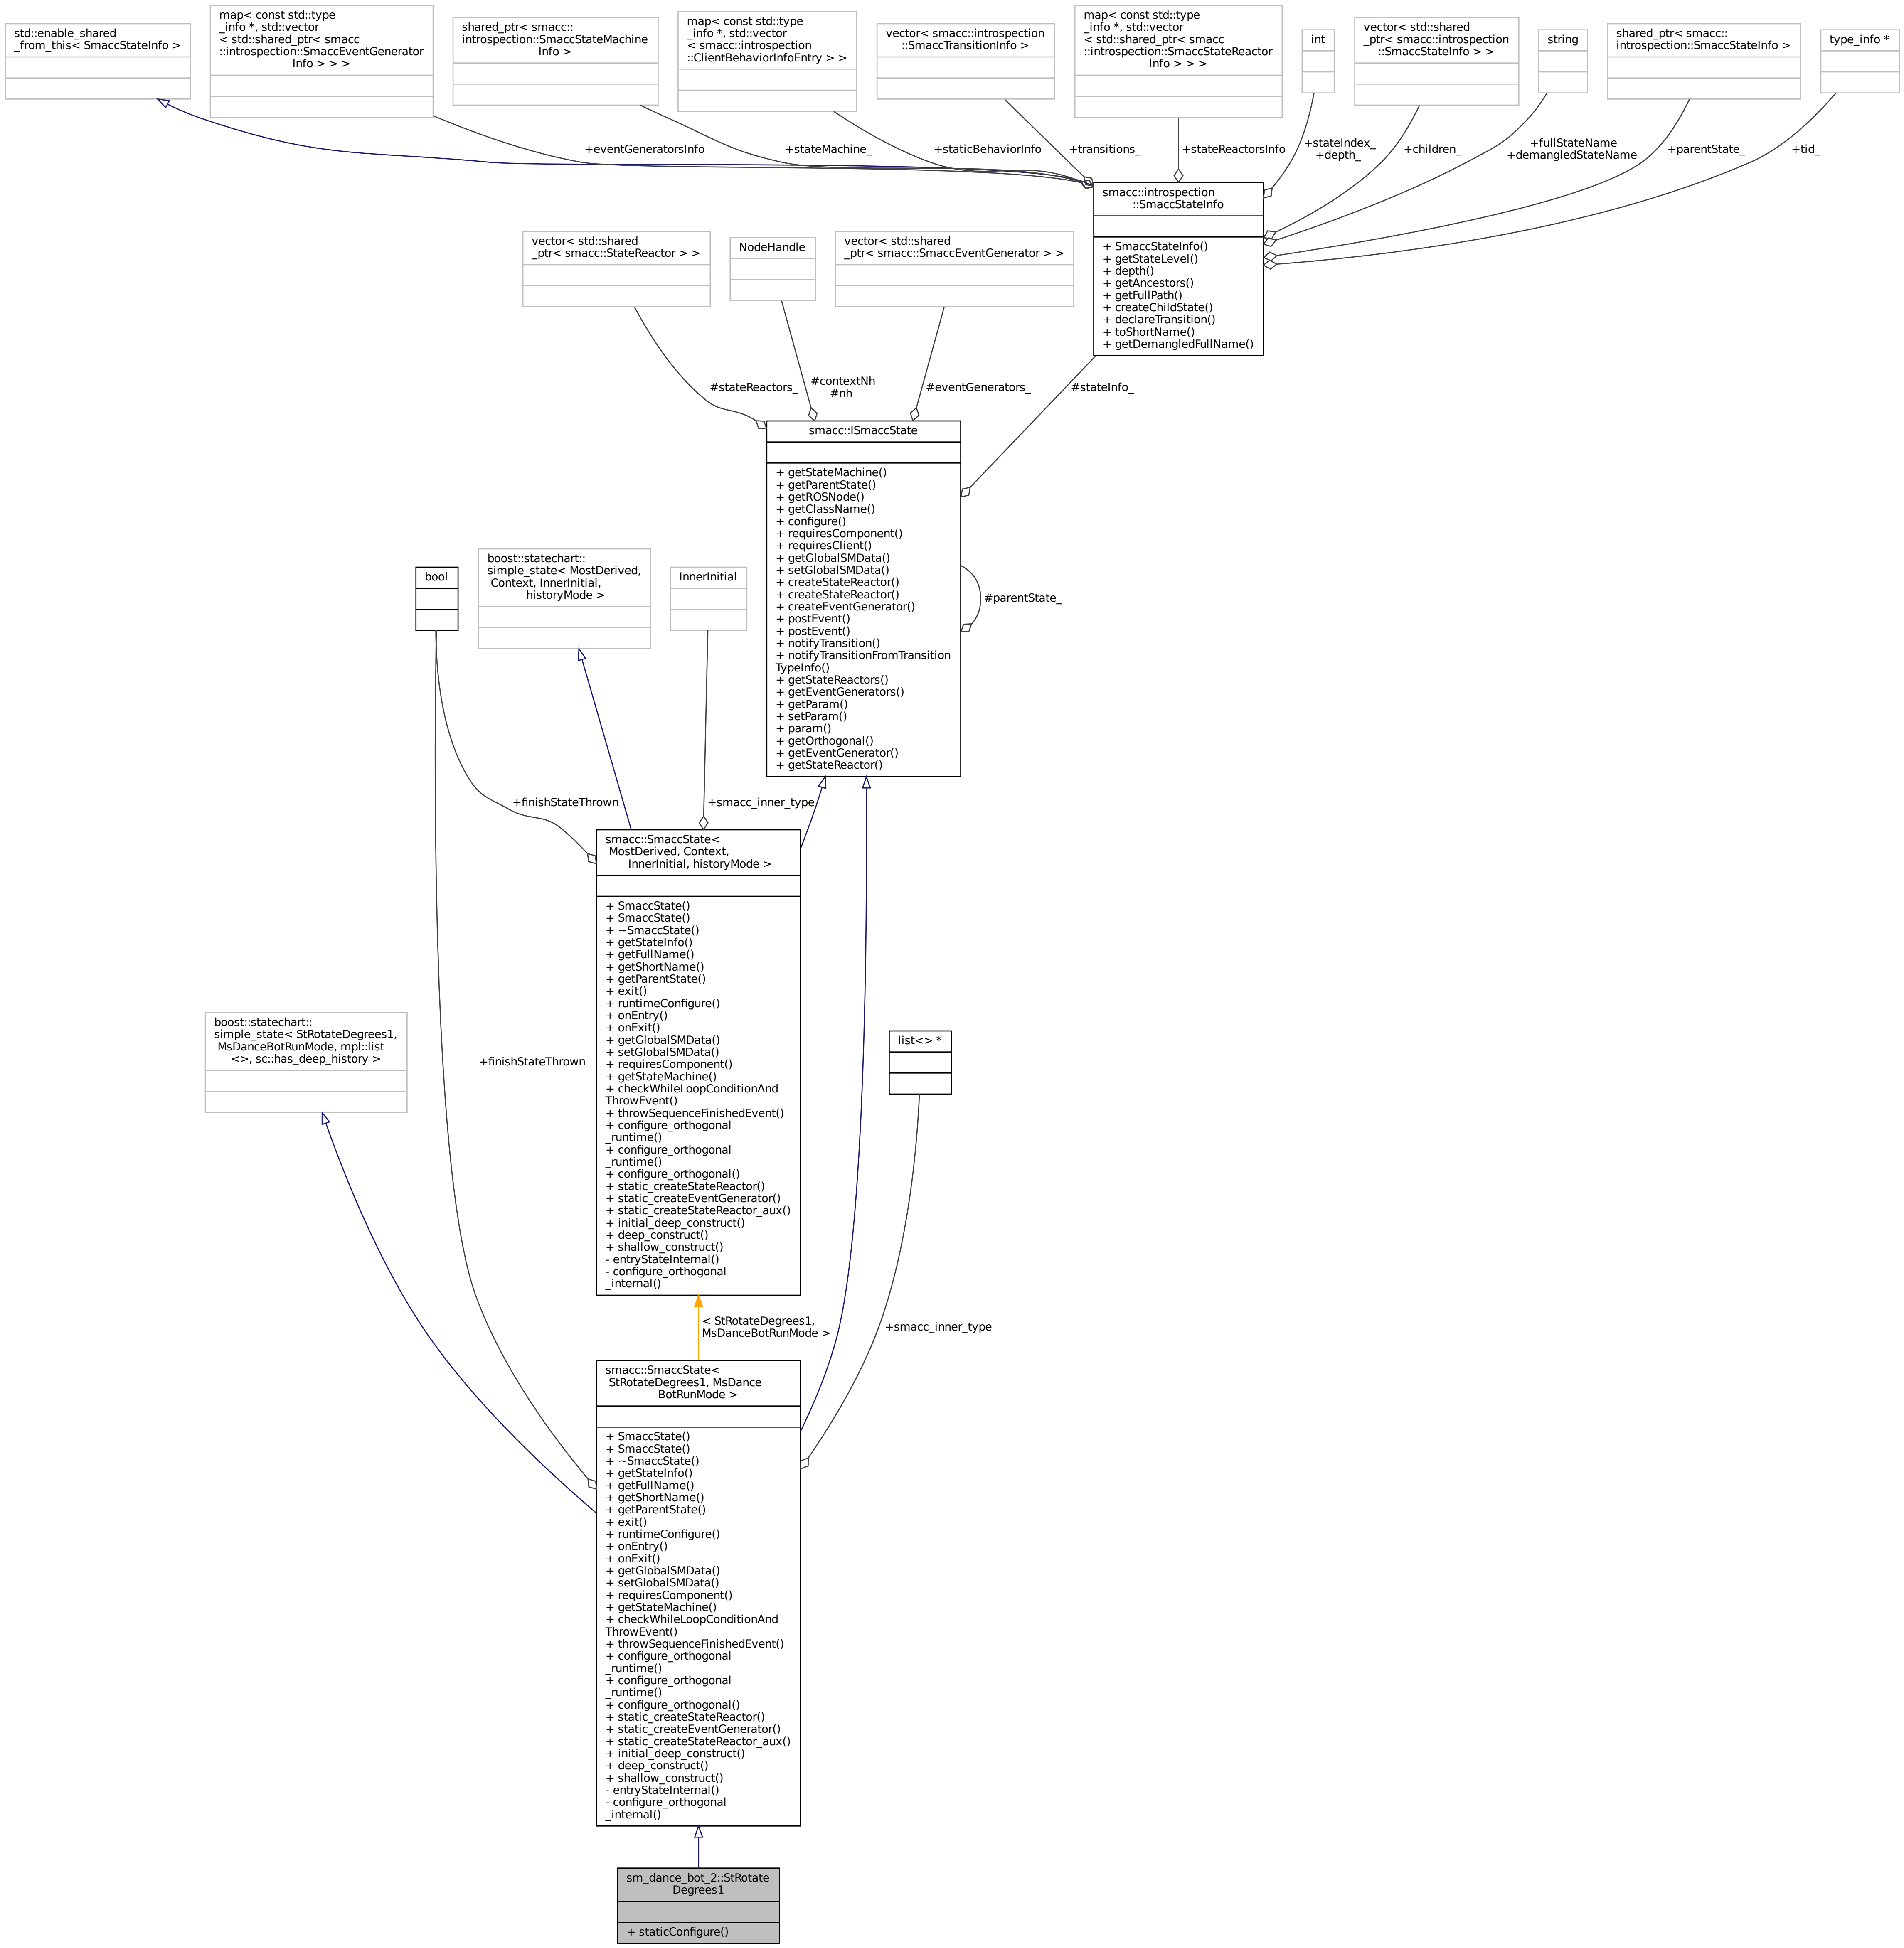 std::enable_shared
_from_this< SmaccStateInfo >
map< const std::type
_info *, std::vector
< std::shared_ptr< smacc
::introspection::SmaccEventGenerator
Info > > >
shared_ptr< smacc::
introspection::SmaccStateMachine
Info >
map< const std::type
_info *, std::vector
< smacc::introspection
::ClientBehaviorInfoEntry > >
vector< smacc::introspection
::SmaccTransitionInfo >
map< const std::type
_info *, std::vector
< std::shared_ptr< smacc
::introspection::SmaccStateReactor
Info > > >
int
vector< std::shared
_ptr< smacc::introspection
::SmaccStateInfo > >
string
shared_ptr< smacc::
introspection::SmaccStateInfo >
type_info *
+eventGeneratorsInfo
+stateMachine_
+staticBehaviorInfo
+transitions_
+stateReactorsInfo
+stateIndex_
+depth_
+children_
+fullStateName
+demangledStateName
+parentState_
+tid_
smacc::introspection
::SmaccStateInfo
+ SmaccStateInfo()
+ getStateLevel()
+ depth()
+ getAncestors()
+ getFullPath()
+ createChildState()
+ declareTransition()
+ toShortName()
+ getDemangledFullName()
vector< std::shared
_ptr< smacc::StateReactor > >
NodeHandle
vector< std::shared
_ptr< smacc::SmaccEventGenerator > >
#stateReactors_
#contextNh
#nh
#eventGenerators_
#stateInfo_
smacc::ISmaccState
+ getStateMachine()
+ getParentState()
+ getROSNode()
+ getClassName()
+ configure()
+ requiresComponent()
+ requiresClient()
+ getGlobalSMData()
+ setGlobalSMData()
+ createStateReactor()
+ createStateReactor()
+ createEventGenerator()
+ postEvent()
+ postEvent()
+ notifyTransition()
+ notifyTransitionFromTransition
TypeInfo()
+ getStateReactors()
+ getEventGenerators()
+ getParam()
+ setParam()
+ param()
+ getOrthogonal()
+ getEventGenerator()
+ getStateReactor()
#parentState_
bool
boost::statechart::
simple_state< MostDerived,
Context, InnerInitial,
historyMode >
InnerInitial
+finishStateThrown
+smacc_inner_type
smacc::SmaccState<
MostDerived, Context,
InnerInitial, historyMode >
+ SmaccState()
+ SmaccState()
+ ~SmaccState()
+ getStateInfo()
+ getFullName()
+ getShortName()
+ getParentState()
+ exit()
+ runtimeConfigure()
+ onEntry()
+ onExit()
+ getGlobalSMData()
+ setGlobalSMData()
+ requiresComponent()
+ getStateMachine()
+ checkWhileLoopConditionAnd
ThrowEvent()
+ throwSequenceFinishedEvent()
+ configure_orthogonal
_runtime()
+ configure_orthogonal
_runtime()
+ configure_orthogonal()
+ static_createStateReactor()
+ static_createEventGenerator()
+ static_createStateReactor_aux()
+ initial_deep_construct()
+ deep_construct()
+ shallow_construct()
- entryStateInternal()
- configure_orthogonal
_internal()
boost::statechart::
simple_state< StRotateDegrees1,
MsDanceBotRunMode, mpl::list
<>, sc::has_deep_history >
+finishStateThrown
list<> *
< StRotateDegrees1,
MsDanceBotRunMode >
+smacc_inner_type
smacc::SmaccState<
StRotateDegrees1, MsDance
BotRunMode >
+ SmaccState()
+ SmaccState()
+ ~SmaccState()
+ getStateInfo()
+ getFullName()
+ getShortName()
+ getParentState()
+ exit()
+ runtimeConfigure()
+ onEntry()
+ onExit()
+ getGlobalSMData()
+ setGlobalSMData()
+ requiresComponent()
+ getStateMachine()
+ checkWhileLoopConditionAnd
ThrowEvent()
+ throwSequenceFinishedEvent()
+ configure_orthogonal
_runtime()
+ configure_orthogonal
_runtime()
+ configure_orthogonal()
+ static_createStateReactor()
+ static_createEventGenerator()
+ static_createStateReactor_aux()
+ initial_deep_construct()
+ deep_construct()
+ shallow_construct()
- entryStateInternal()
- configure_orthogonal
_internal()
sm_dance_bot_2::StRotate
Degrees1
+ staticConfigure()